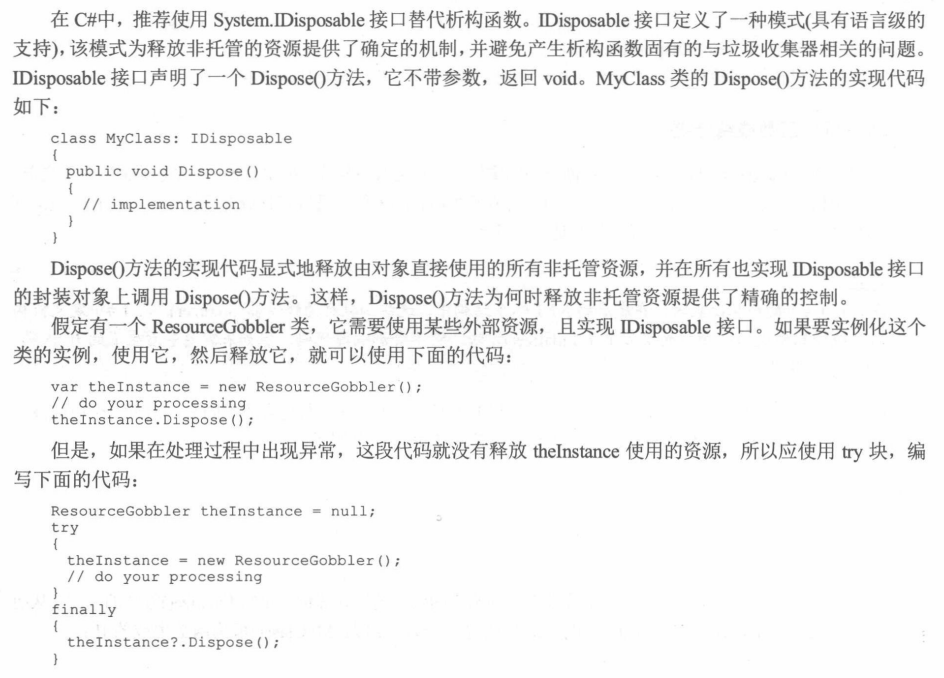 在 C#中，推荐使用 System.IDisposable 接口替代析构函数。IDisposable 接口定义了一种模式(具有语言级的
支持)，该模式为释放非托管的资源提供了确定的机制，并避免产生析构函数固有的与垃圾收集器相关的问题。
IDisposable 接口声明了一个 Dispose()方法，它不带参数，返回 void。MyClass 类的 Dispose()方法的实现代码
如下：
class MyClass: IDisposable
{
  public void Dispose()
  {
    // implementation
  }
}
Dispose()方法的实现代码显式地释放由对象直接使用的所有非托管资源，并在所有也实现 IDisposable 接口
的封装对象上调用 Dispose()方法。这样，Dispose()方法为何时释放非托管资源提供了精确的控制。
假定有一个 ResourceGobbler 类，它需要使用某些外部资源，且实现 IDisposable 接口。如果要实例化这个
类的实例，使用它，然后释放它，就可以使用下面的代码：
var theInstance = new ResourceGobbler();
// do your processing
theInstance.Dispose();
但是，如果在处理过程中出现异常，这段代码就没有释放 theInstance 使用的资源，所以应使用 try 块，编
写下面的代码：
ResourceGobbler theInstance = null;
try
{
  theInstance = new ResourceGobbler();
  // do your processing
}
finally
{
  theInstance?.Dispose();
}